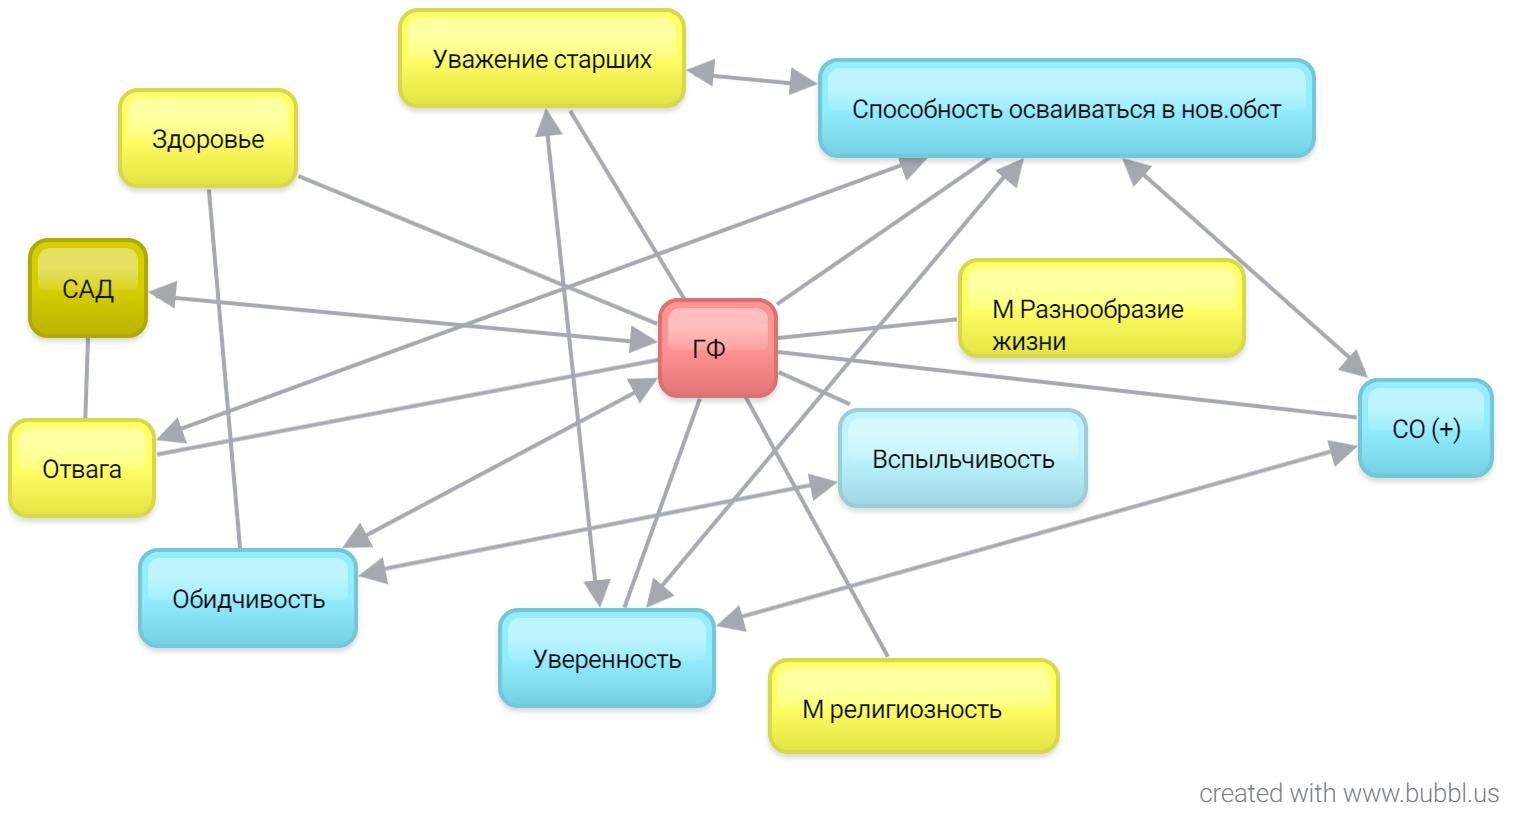 Уважение старших
Способность осваиваться в нов.обст
Здоровье
САД
М Разнообразие
жизни
ГФ
СО (+)
Вспыльчивость
Отвага
Обидчивость
Уверенность
М религиозность
created with www.bubbl.us